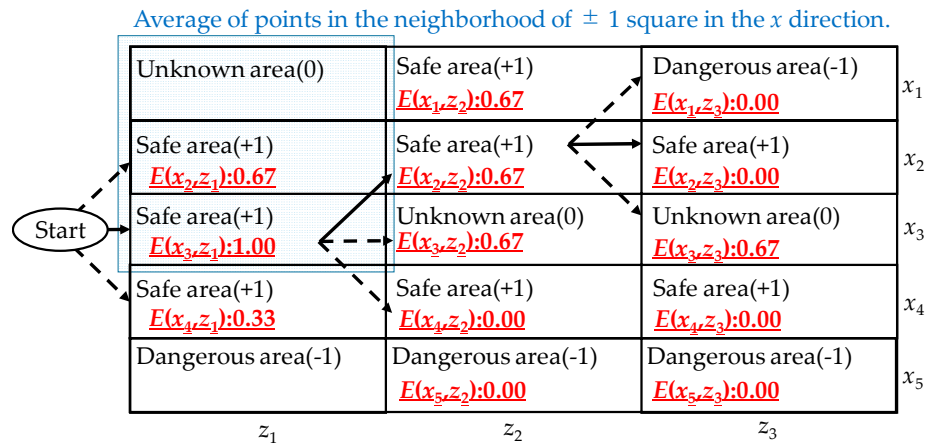 Average of points in the neighborhood of ± 1 square in the x direction.
Unknown area(0)
Safe area(+1)
E(x1,z2):0.67
Dangerous area(-1)
E(x1,z3):0.00
x1
Safe area(+1)
E(x2,z1):0.67
Safe area(+1)
E(x2,z2):0.67
Safe area(+1)
E(x2,z3):0.00
x2
Start
Safe area(+1)
E(x3,z1):1.00
Unknown area(0)
E(x3,z2):0.67
Unknown area(0)
E(x3,z3):0.67
x3
Safe area(+1)
E(x4,z1):0.33
Safe area(+1)
E(x4,z2):0.00
Safe area(+1)
E(x4,z3):0.00
x4
Dangerous area(-1)
Dangerous area(-1)
E(x5,z2):0.00
Dangerous area(-1)
E(x5,z3):0.00
x5
z1
z2
z3